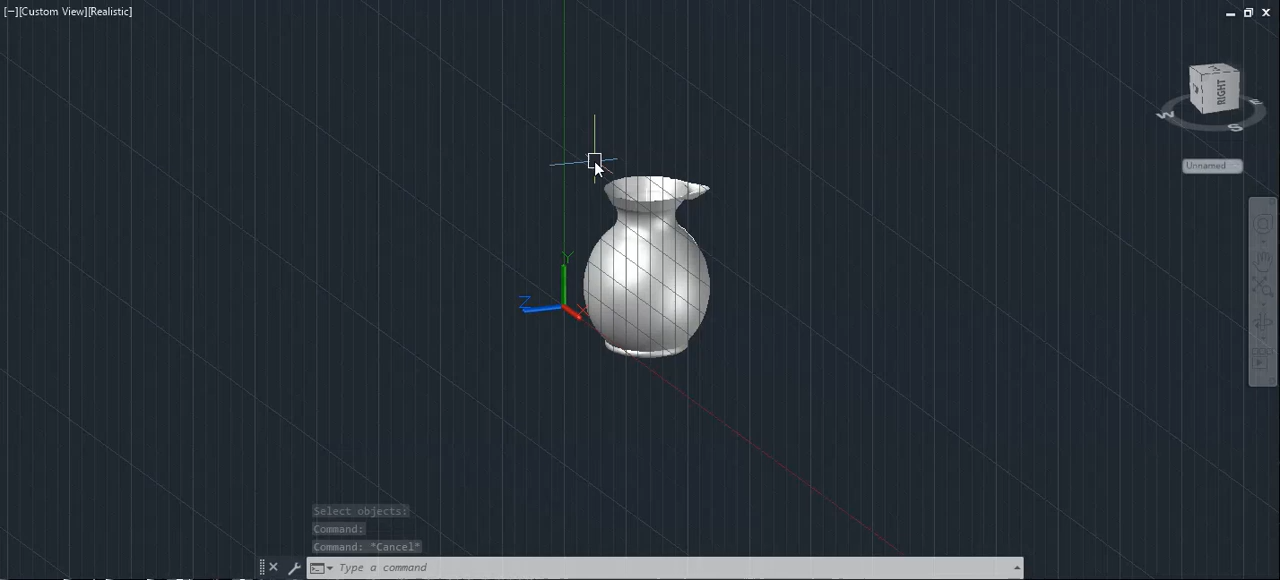 [−][Custom View][Realistic]
RIGHT
W
S
E
Unnamed
Y
Z
X
Select objects:
Command:
Command: *Cancel*
Type a command